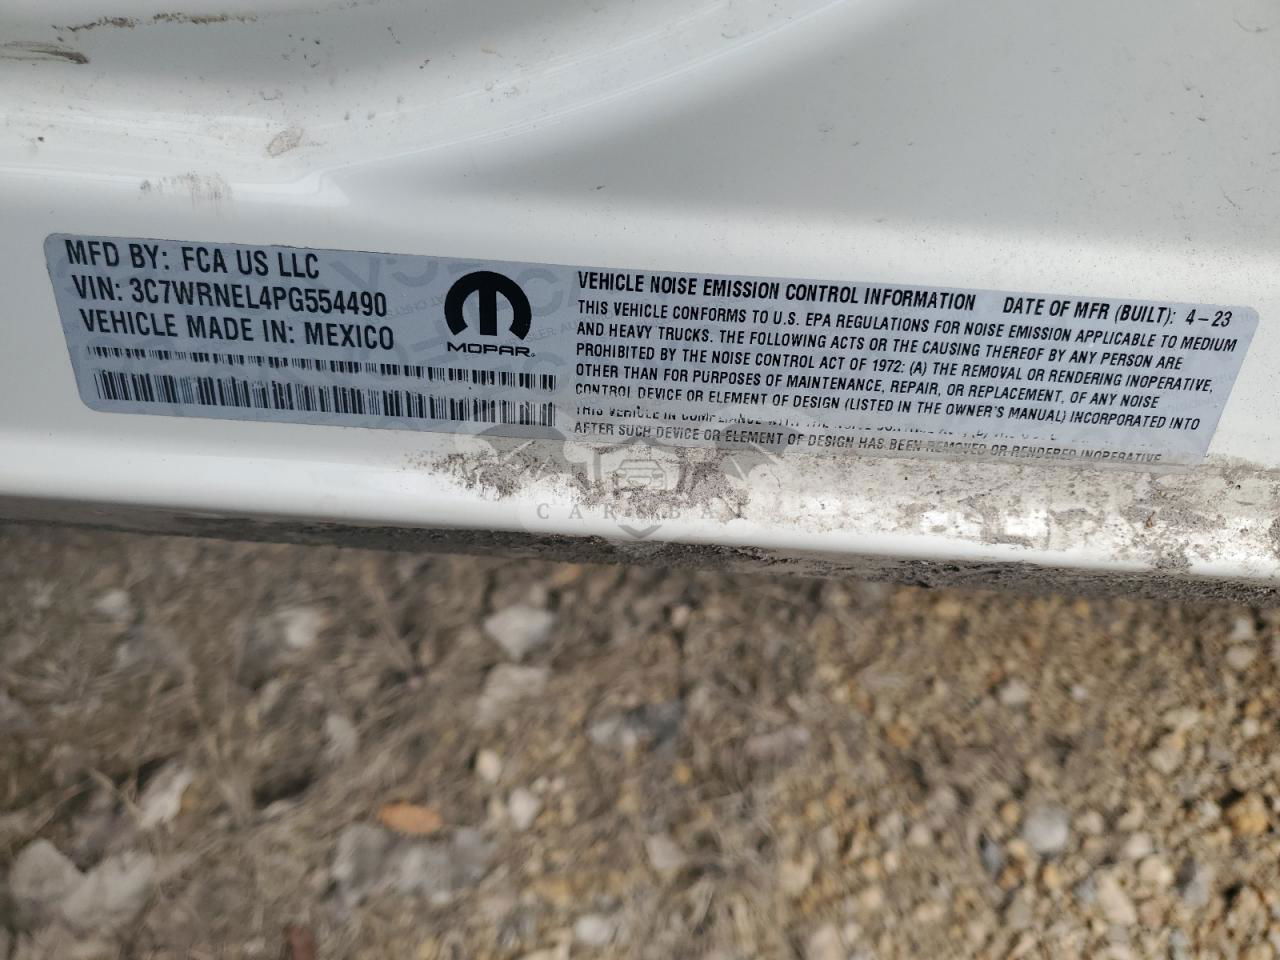 MFD BY: FCA US LLC
VIN: 3C7WRNEL4PG554490
VEHICLE MADE IN: MEXICO
MOPAR
VEHICLE NOISE EMISSION CONTROL INFORMATION DATE OF MFR (BUILT): 4-23
THIS VEHICLE CONFORMS TO U.S. EPA REGULATIONS FOR NOISE EMISSION APPLICABLE TO MEDIUM
AND HEAVY TRUCKS. THE FOLLOWING ACTS OR THE CAUSING THEREOF BY ANY PERSON ARE
PROHIBITED BY THE NOISE CONTROL ACT OF 1972: (A) THE REMOVAL OR RENDERING INOPERATIVE,
OTHER THAN FOR PURPOSES OF MAINTENANCE, REPAIR, OR REPLACEMENT, OF ANY NOISE
CONTROL DEVICE OR ELEMENT OF DESIGN (LISTED IN THE OWNER'S MANUAL) INCORPORATED INTO
THIS VEHICLE IN COMPLIANCE WITH THE NOISE CONTROL
AFTER SUCH DEVICE OR ELEMENT OF DESIGN HAS BEEN REMOVED OR RENDERED INOPERATIVE